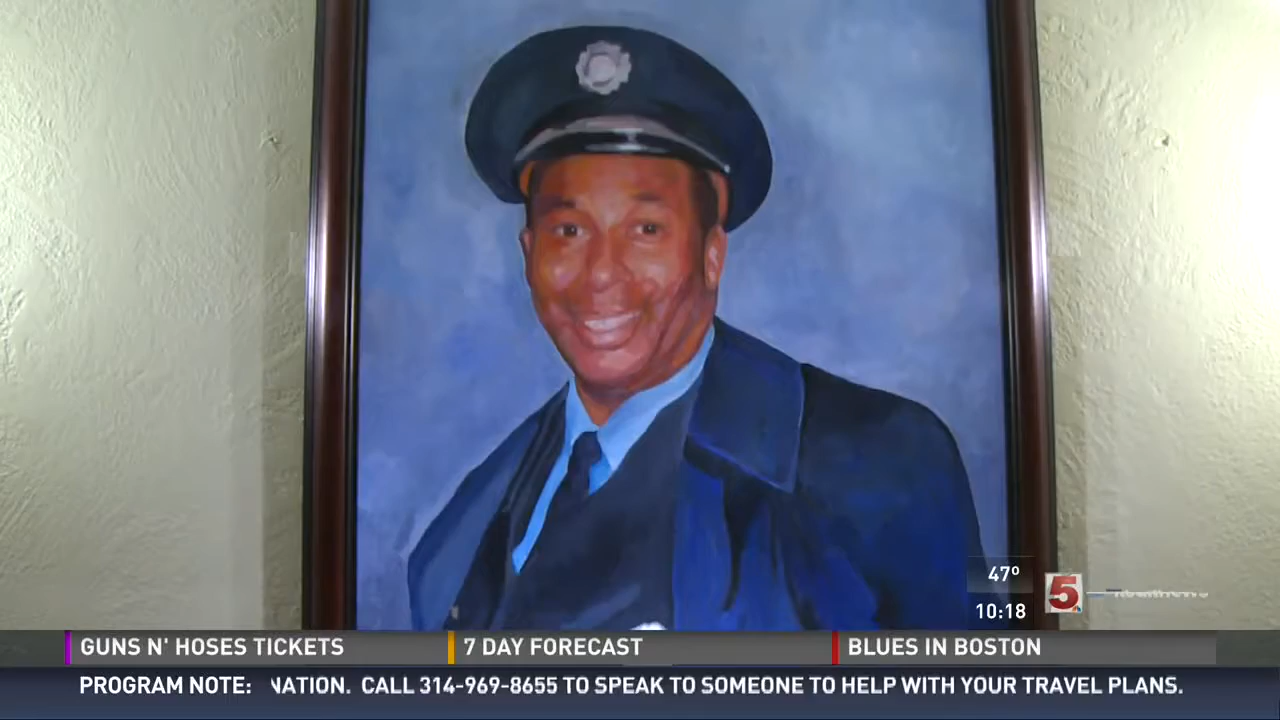 47°
10:18
5
GUNS N' HOSES TICKETS
7 DAY FORECAST
BLUES IN BOSTON
PROGRAM NOTE: NATION. CALL 314-969-8655 TO SPEAK TO SOMEONE TO HELP WITH YOUR TRAVEL PLANS.